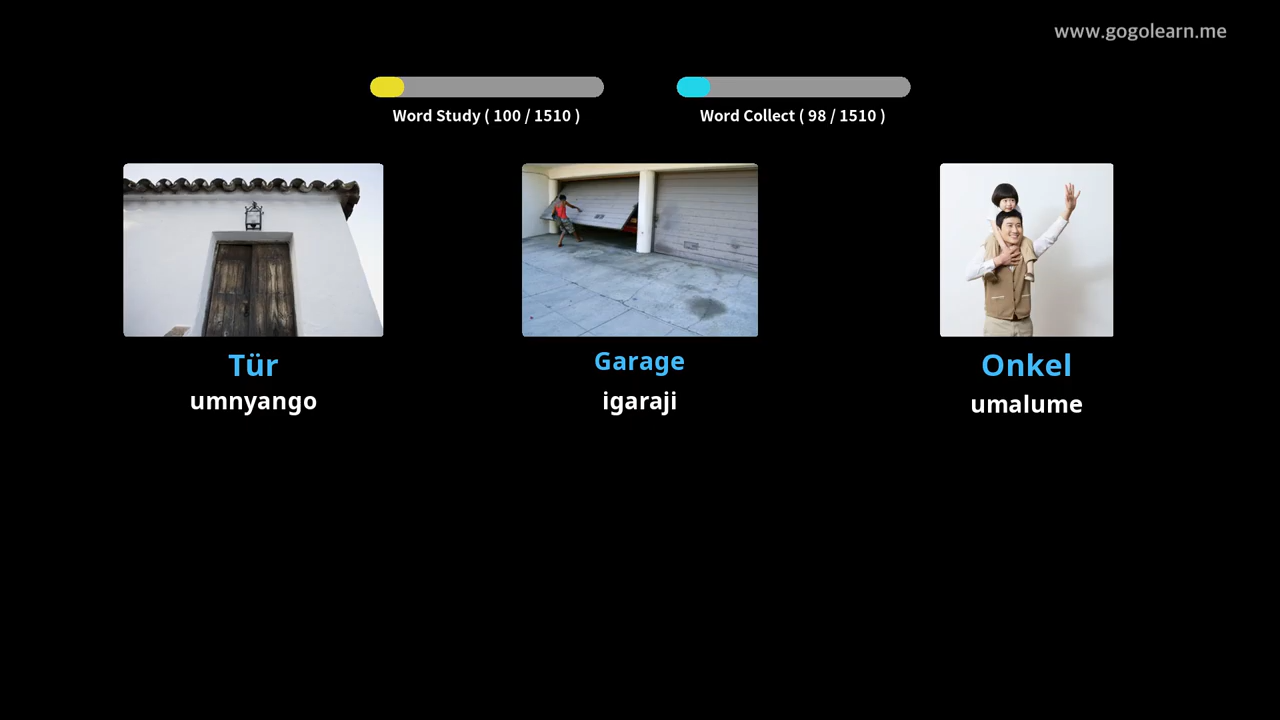 www.gogolearn.me
Word Study ( 100 / 1510 )
Word Collect ( 98 / 1510 )
Tür
umnyango
Garage
igaraji
Onkel
umalume